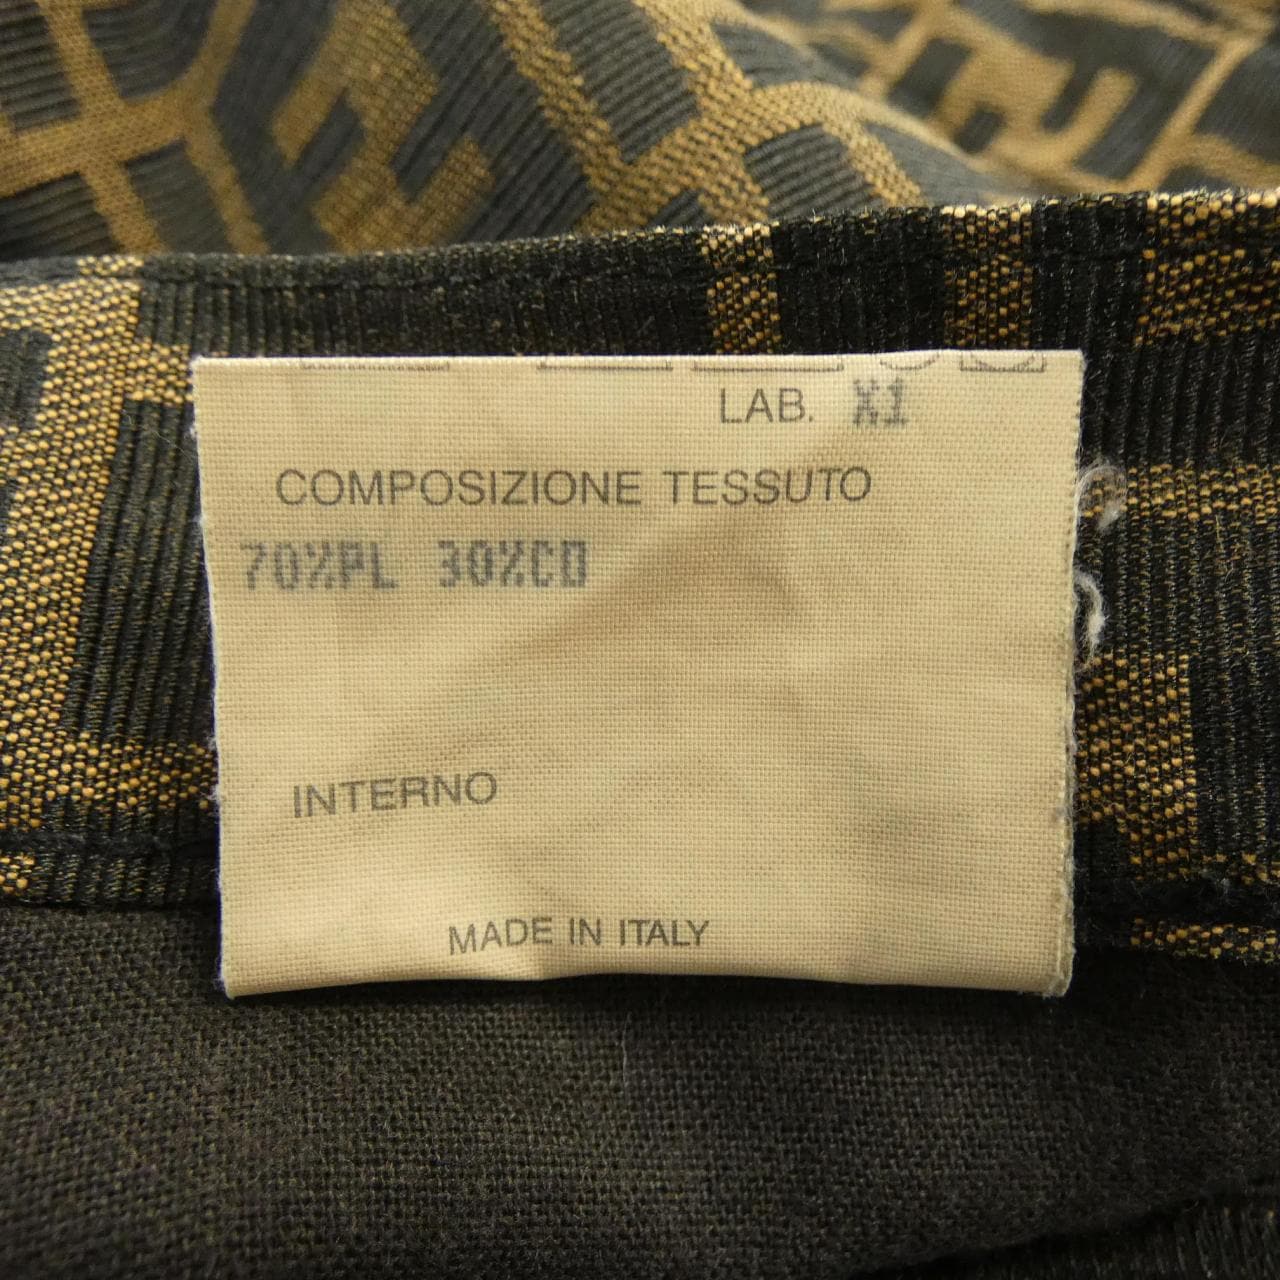 LAB. X1
COMPOSIZIONE TESSUTO
70%PL 30%CO
INTERNO
MADE IN ITALY